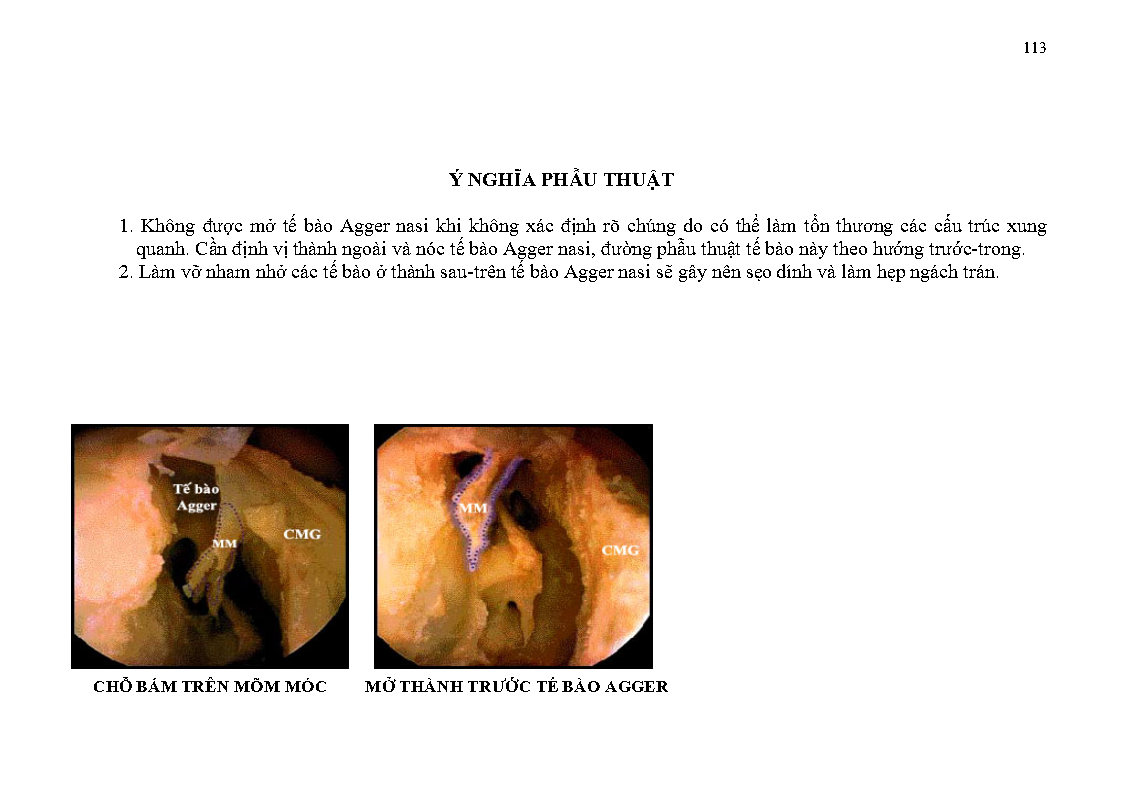 113
Ý NGHĨA PHẪU THUẬT
1. Không được mở tế bào Agger nasi khi không xác định rõ chúng do có thể làm tổn thương các cấu trúc xung
quanh. Cần định vị thành ngoài và nóc tế bào Agger nasi, đường phẫu thuật tế bào này theo hướng trước-trong.
2. Làm vỡ nham nhở các tế bào ở thành sau-trên tế bào Agger nasi sẽ gây nên sẹo dính và làm hẹp ngách trán.
Tế bào
Agger
MM
CMG
MM
CMG
CHỖ BÁM TRÊN MÕM MÓC
MỞ THÀNH TRƯỚC TẾ BÀO AGGER